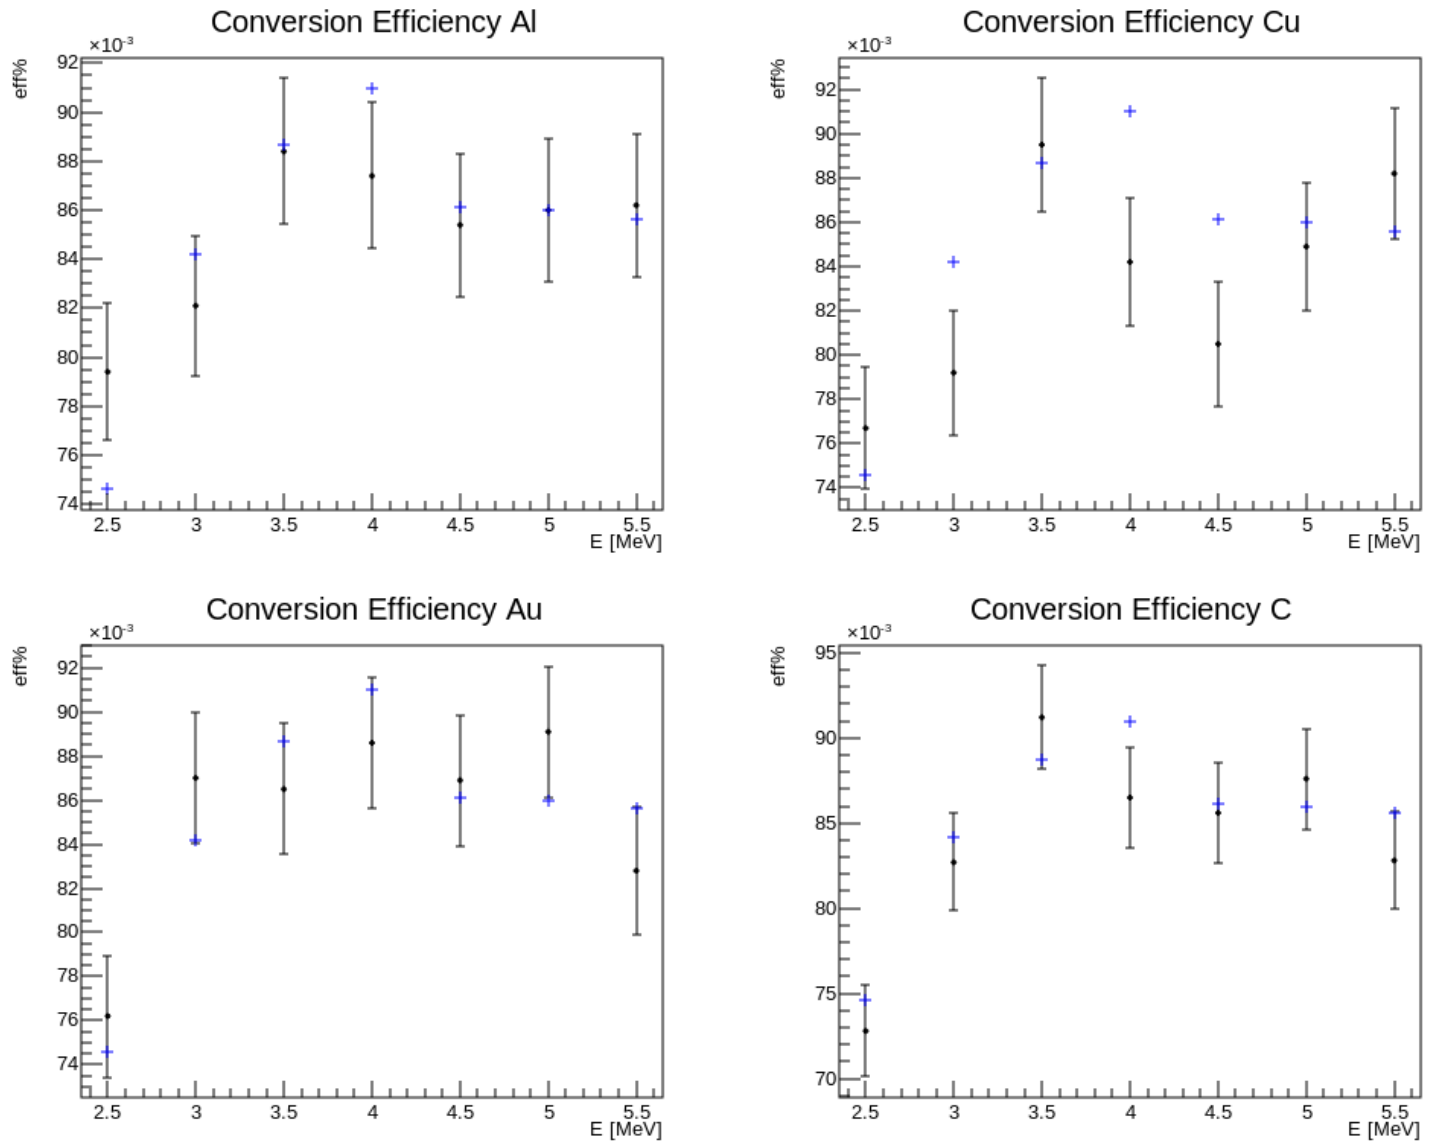 Conversion Efficiency Al
×10⁻³
eff%
92
90
88
86
84
82
80
78
76
74
2.5 3 3.5 4 4.5 5 5.5
E [MeV]
Conversion Efficiency Cu
×10⁻³
eff%
92
90
88
86
84
82
80
78
76
74
2.5 3 3.5 4 4.5 5 5.5
E [MeV]
Conversion Efficiency Au
×10⁻³
eff%
92
90
88
86
84
82
80
78
76
74
2.5 3 3.5 4 4.5 5 5.5
E [MeV]
Conversion Efficiency C
×10⁻³
eff%
95
90
85
80
75
70
2.5 3 3.5 4 4.5 5 5.5
E [MeV]